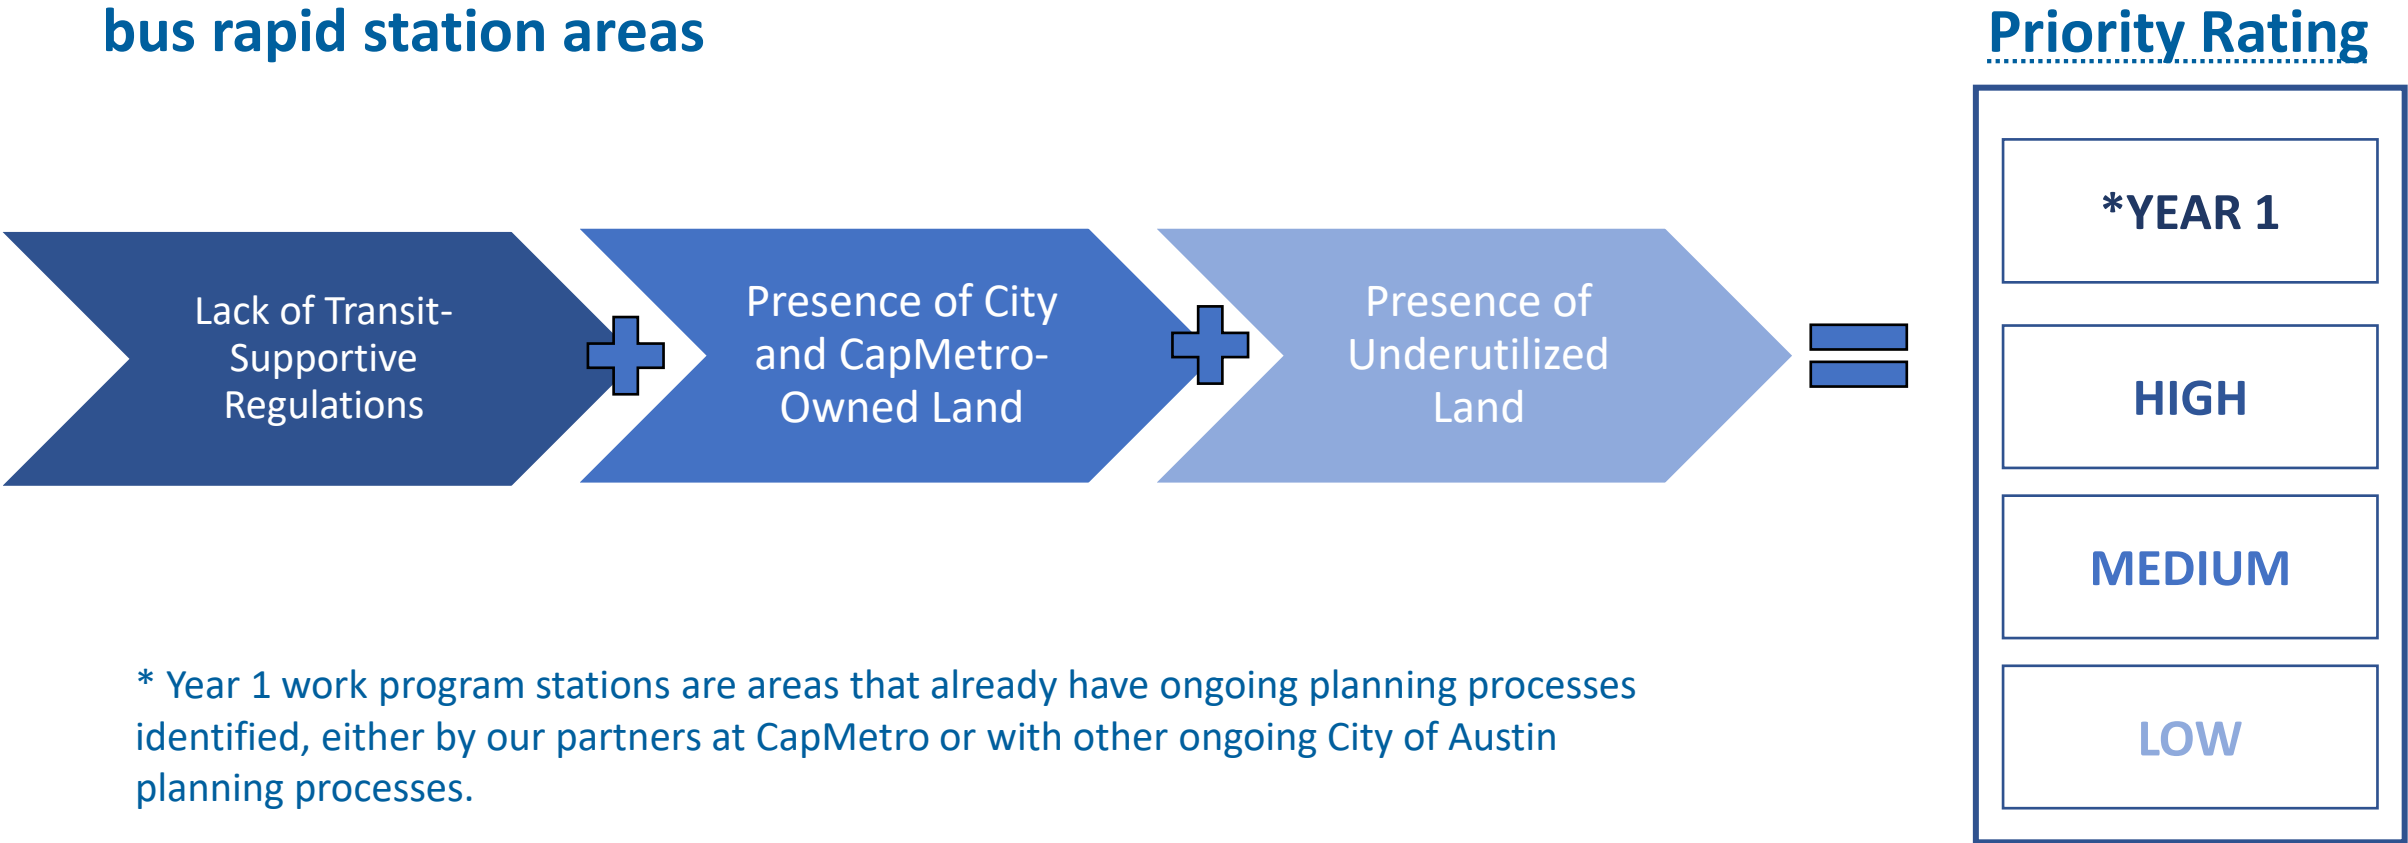 bus rapid station areas
Priority Rating
Lack of Transit-
Supportive
Regulations
Presence of City
and CapMetro-
Owned Land
Presence of
Underutilized
Land
*YEAR 1
HIGH
MEDIUM
LOW
* Year 1 work program stations are areas that already have ongoing planning processes
identified, either by our partners at CapMetro or with other ongoing City of Austin
planning processes.